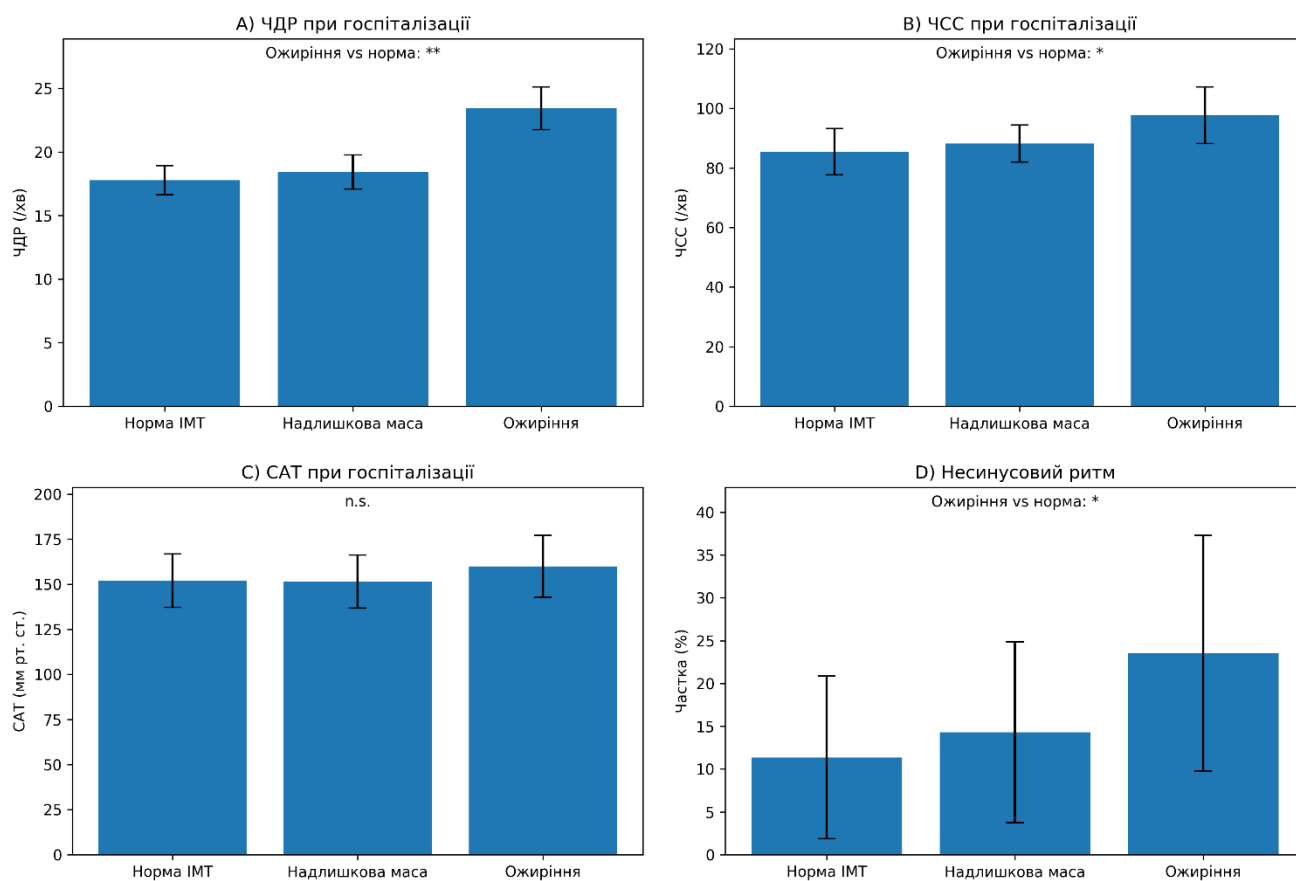 A) ЧДР при госпіталізації
Ожиріння vs норма: **
ЧДР (/хв)
25
20
15
10
5
0
Норма ІМТ Надлишкова маса Ожиріння
B) ЧСС при госпіталізації
Ожиріння vs норма: *
ЧСС (/хв)
120
100
80
60
40
20
0
Норма ІМТ Надлишкова маса Ожиріння
C) САТ при госпіталізації
n.s.
САТ (мм рт. ст.)
200
175
150
125
100
75
50
25
0
Норма ІМТ Надлишкова маса Ожиріння
D) Несинусовий ритм
Ожиріння vs норма: *
Частка (%)
40
35
30
25
20
15
10
5
0
Норма ІМТ Надлишкова маса Ожиріння